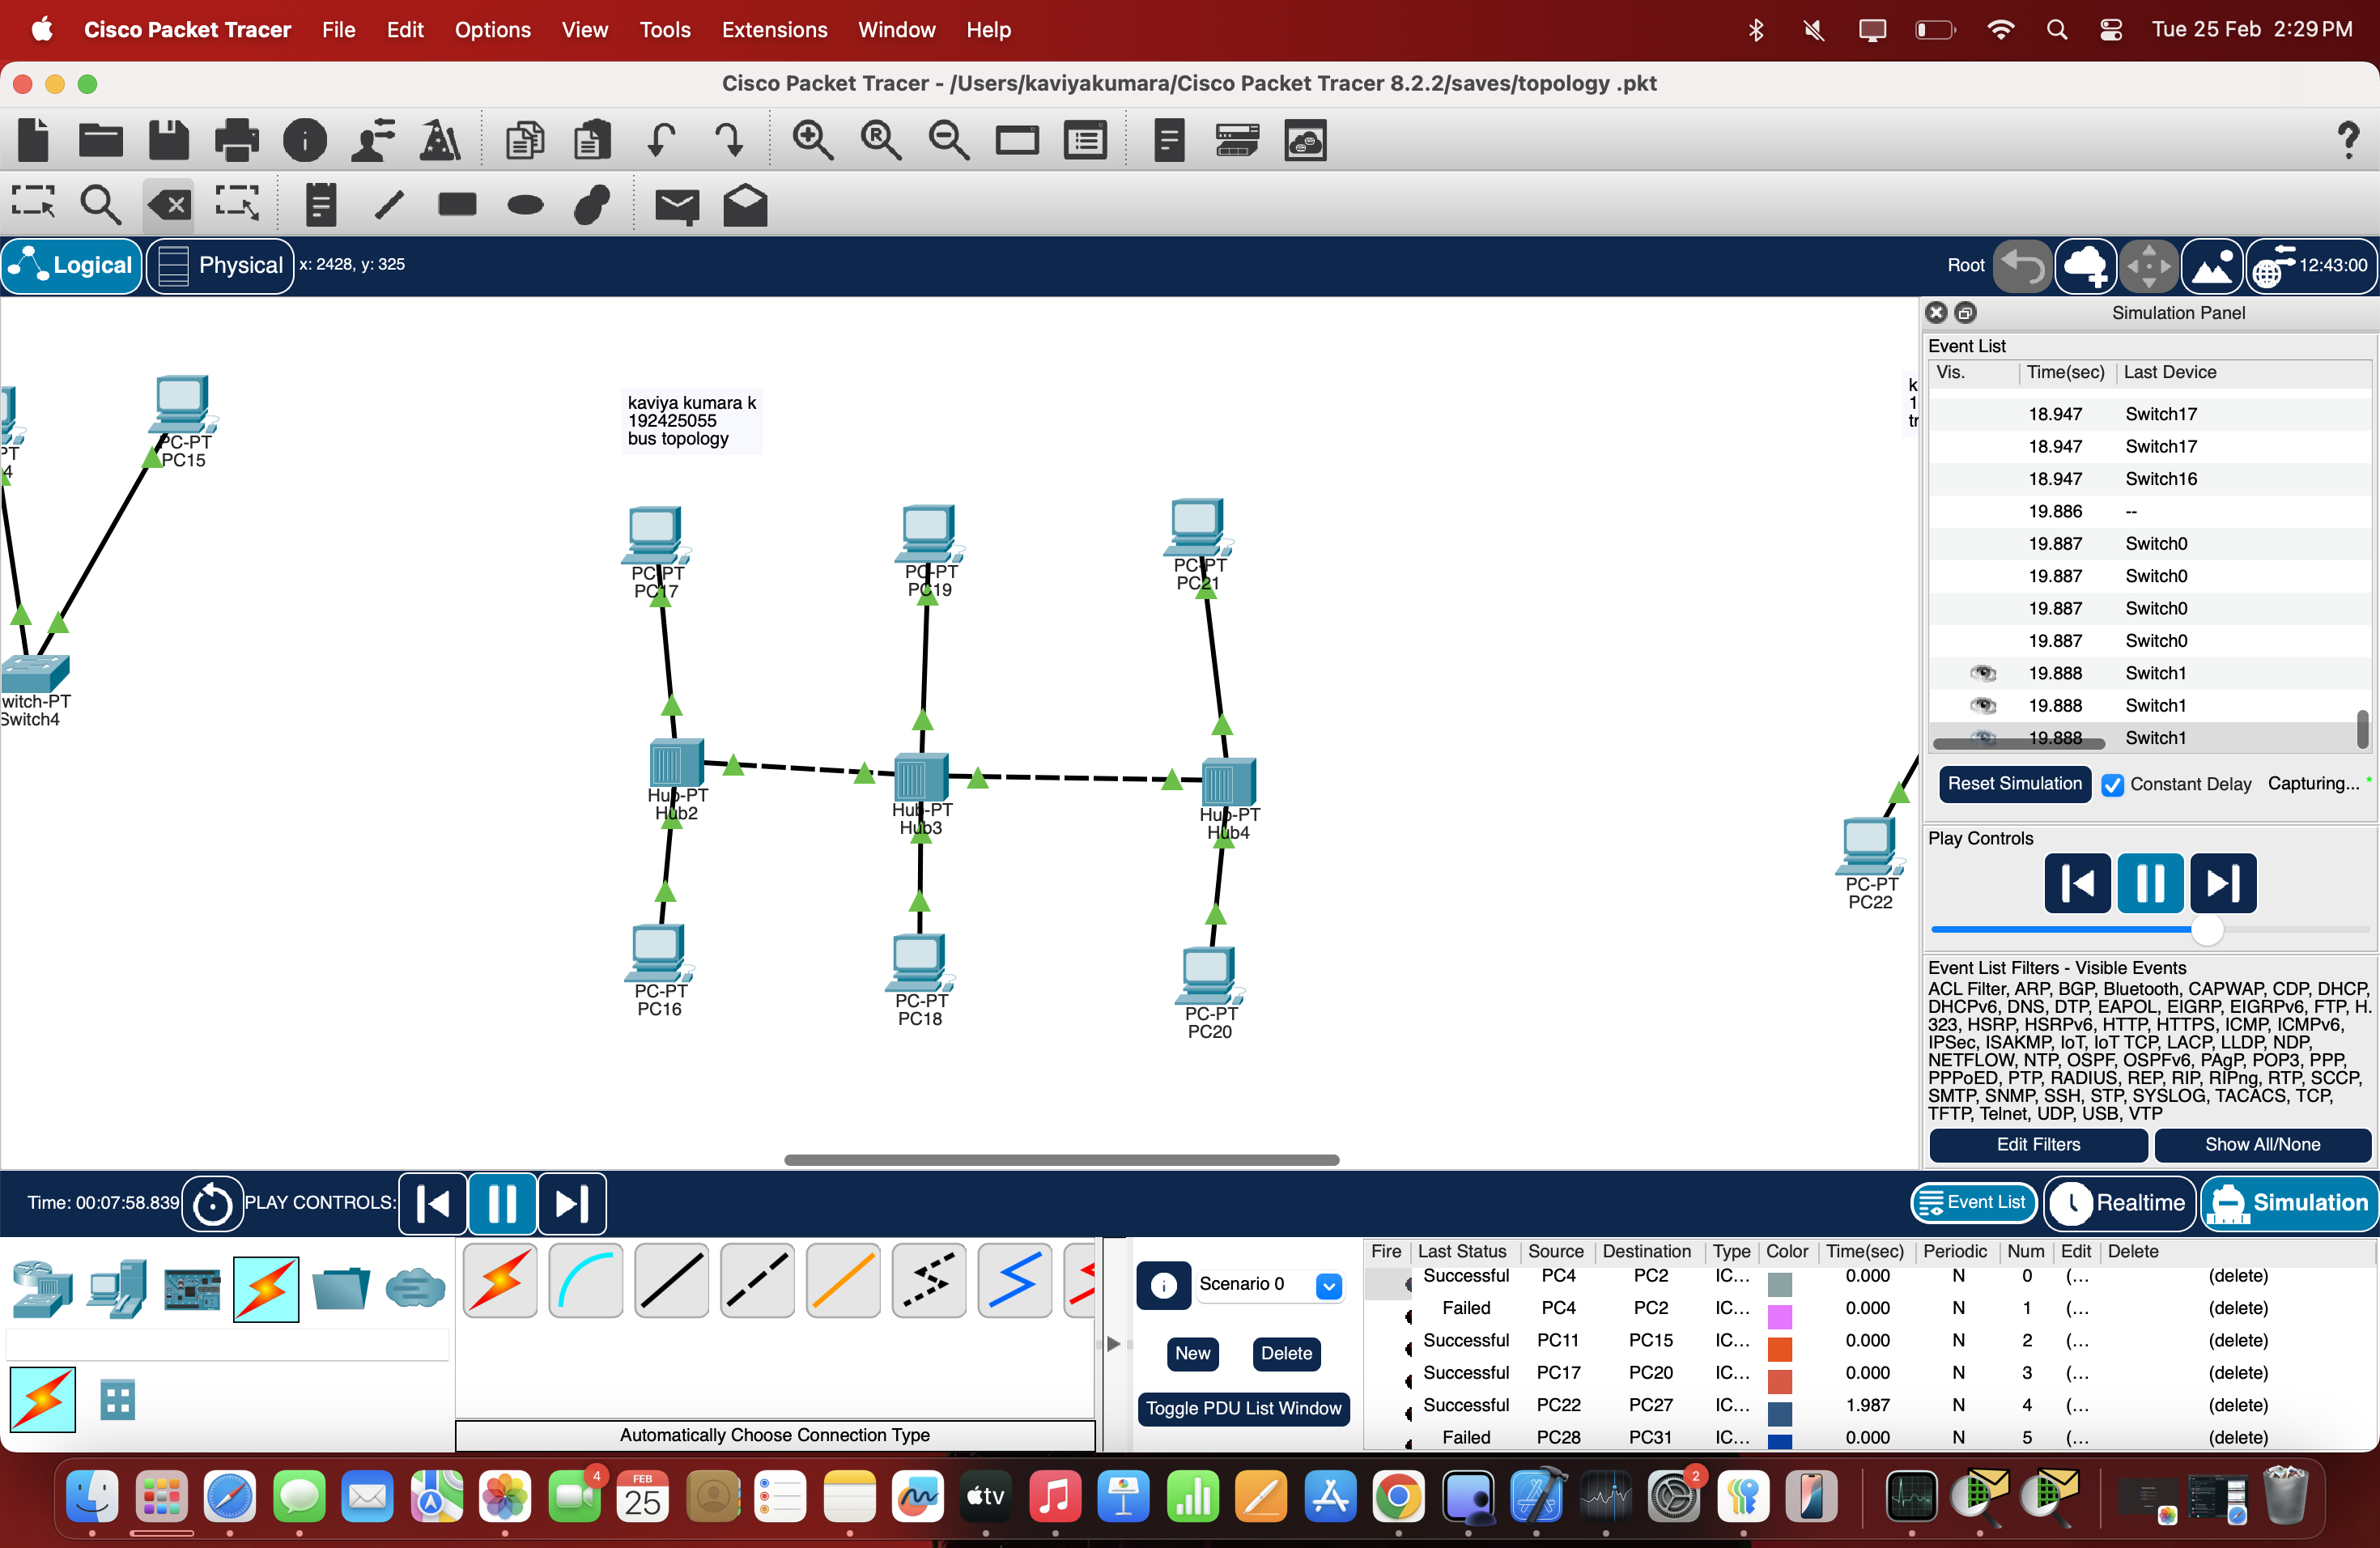 Cisco Packet Tracer File Edit Options View Tools Extensions Window Help Tue 25 Feb 2:29 PM
Cisco Packet Tracer - /Users/kaviyakumara/Cisco Packet Tracer 8.2.2/saves/topology .pkt
Logical Physical x: 2428, y: 325 Root 12:43:00
kaviya kumara k
192425055
bus topology
PC-PT
PC15
witch-PT
Switch4
PC-PT
PC17
PC-PT
PC19
PC-PT
PC21
Hub-PT
Hub2
Hub-PT
Hub3
Hub-PT
Hub4
PC-PT
PC16
PC-PT
PC18
PC-PT
PC20
PC-PT
PC22
Simulation Panel
Event List
Vis. Time(sec) Last Device
18.947 Switch17
18.947 Switch17
18.947 Switch16
19.886 --
19.887 Switch0
19.887 Switch0
19.887 Switch0
19.887 Switch0
19.888 Switch1
19.888 Switch1
19.888 Switch1
Reset Simulation Constant Delay Capturing... *
Play Controls
Event List Filters - Visible Events
ACL Filter, ARP, BGP, Bluetooth, CAPWAP, CDP, DHCP,
DHCPv6, DNS, DTP, EAPOL, EIGRP, EIGRPv6, FTP, H.
323, HSRP, HSRPv6, HTTP, HTTPS, ICMP, ICMPv6,
IPSec, ISAKMP, IoT, IoT TCP, LACP, LLDP, NDP,
NETFLOW, NTP, OSPF, OSPFv6, PAgP, POP3, PPP,
PPPoED, PTP, RADIUS, REP, RIP, RIPng, RTP, SCCP,
SMTP, SNMP, SSH, STP, SYSLOG, TACACS, TCP,
TFTP, Telnet, UDP, USB, VTP
Edit Filters Show All/None
Time: 00:07:58.839 PLAY CONTROLS: Event List Realtime Simulation
Scenario 0
New Delete
Toggle PDU List Window
Automatically Choose Connection Type
Fire Last Status Source Destination Type Color Time(sec) Periodic Num Edit Delete
Successful PC4 PC2 IC... 0.000 N 0 (... (delete)
Failed PC4 PC2 IC... 0.000 N 1 (... (delete)
Successful PC11 PC15 IC... 0.000 N 2 (... (delete)
Successful PC17 PC20 IC... 0.000 N 3 (... (delete)
Successful PC22 PC27 IC... 1.987 N 4 (... (delete)
Failed PC28 PC31 IC... 0.000 N 5 (... (delete)
4
FEB
25
tv
2